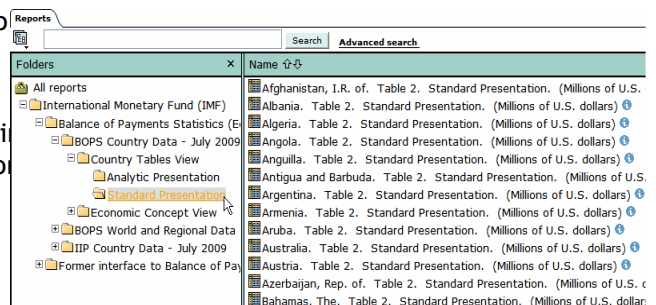 Reports
Search Advanced search
Folders x
All reports
International Monetary Fund (IMF)
Balance of Payments Statistics (E
BOPS Country Data - July 2009
Country Tables View
Analytic Presentation
Standard Presentation
Economic Concept View
BOPS World and Regional Data
IIP Country Data - July 2009
Former interface to Balance of Pay
Name
Afghanistan, I.R. of. Table 2. Standard Presentation. (Millions of U.S.
Albania. Table 2. Standard Presentation. (Millions of U.S. dollars)
Algeria. Table 2. Standard Presentation. (Millions of U.S. dollars)
Angola. Table 2. Standard Presentation. (Millions of U.S. dollars)
Anguilla. Table 2. Standard Presentation. (Millions of U.S. dollars)
Antigua and Barbuda. Table 2. Standard Presentation. (Millions of U.S
Argentina. Table 2. Standard Presentation. (Millions of U.S. dollars)
Armenia. Table 2. Standard Presentation. (Millions of U.S. dollars)
Aruba. Table 2. Standard Presentation. (Millions of U.S. dollars)
Australia. Table 2. Standard Presentation. (Millions of U.S. dollars)
Austria. Table 2. Standard Presentation. (Millions of U.S. dollars)
Azerbaijan, Rep. of. Table 2. Standard Presentation. (Millions of U.S.
Bahamas, The. Table 2. Standard Presentation. (Millions of U.S. dollars